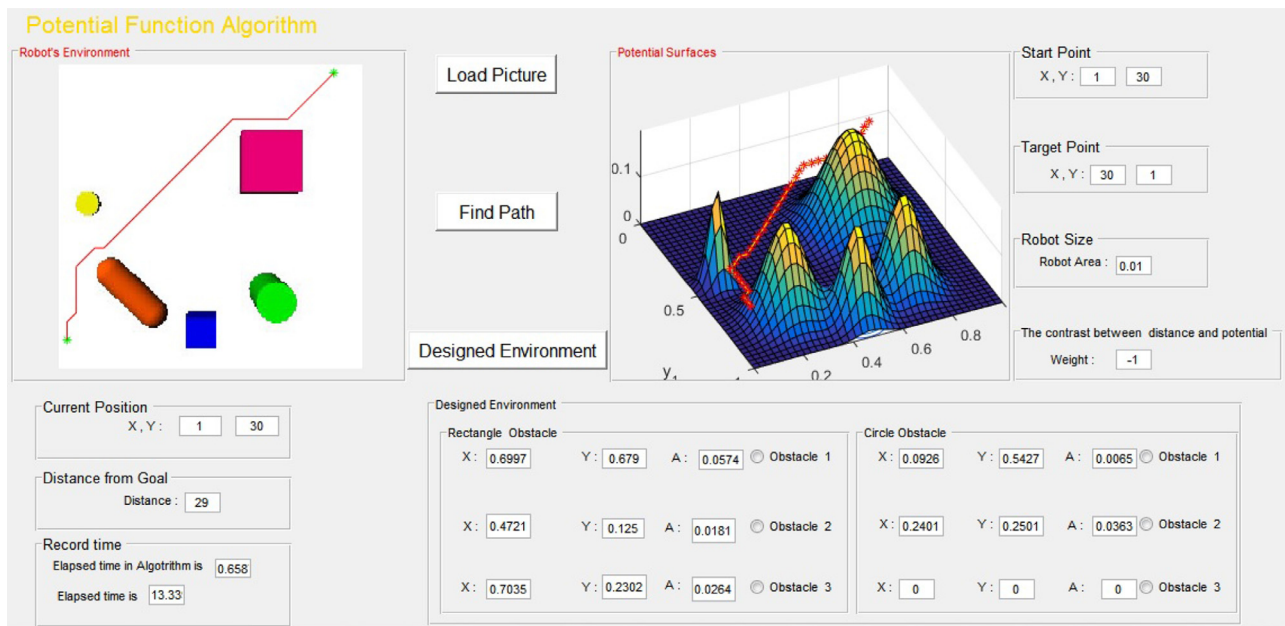 Potential Function Algorithm
Robot's Environment
Load Picture
Find Path
Designed Environment
Potential Surfaces
0.1
0
0
0.5
y
0.2
0.4
0.6
0.8
Start Point
X , Y : 1 30
Target Point
X , Y : 30 1
Robot Size
Robot Area : 0.01
The contrast between distance and potential
Weight : -1
Current Position
X , Y : 1 30
Distance from Goal
Distance : 29
Record time
Elapsed time in Algotrithm is 0.658
Elapsed time is 13.33
Designed Environment
Rectangle Obstacle
X : 0.6997 Y : 0.679 A : 0.0574 Obstacle 1
X : 0.4721 Y : 0.125 A : 0.0181 Obstacle 2
X : 0.7035 Y : 0.2302 A : 0.0264 Obstacle 3
Circle Obstacle
X : 0.0926 Y : 0.5427 A : 0.0065 Obstacle 1
X : 0.2401 Y : 0.2501 A : 0.0363 Obstacle 2
X : 0 Y : 0 A : 0 Obstacle 3